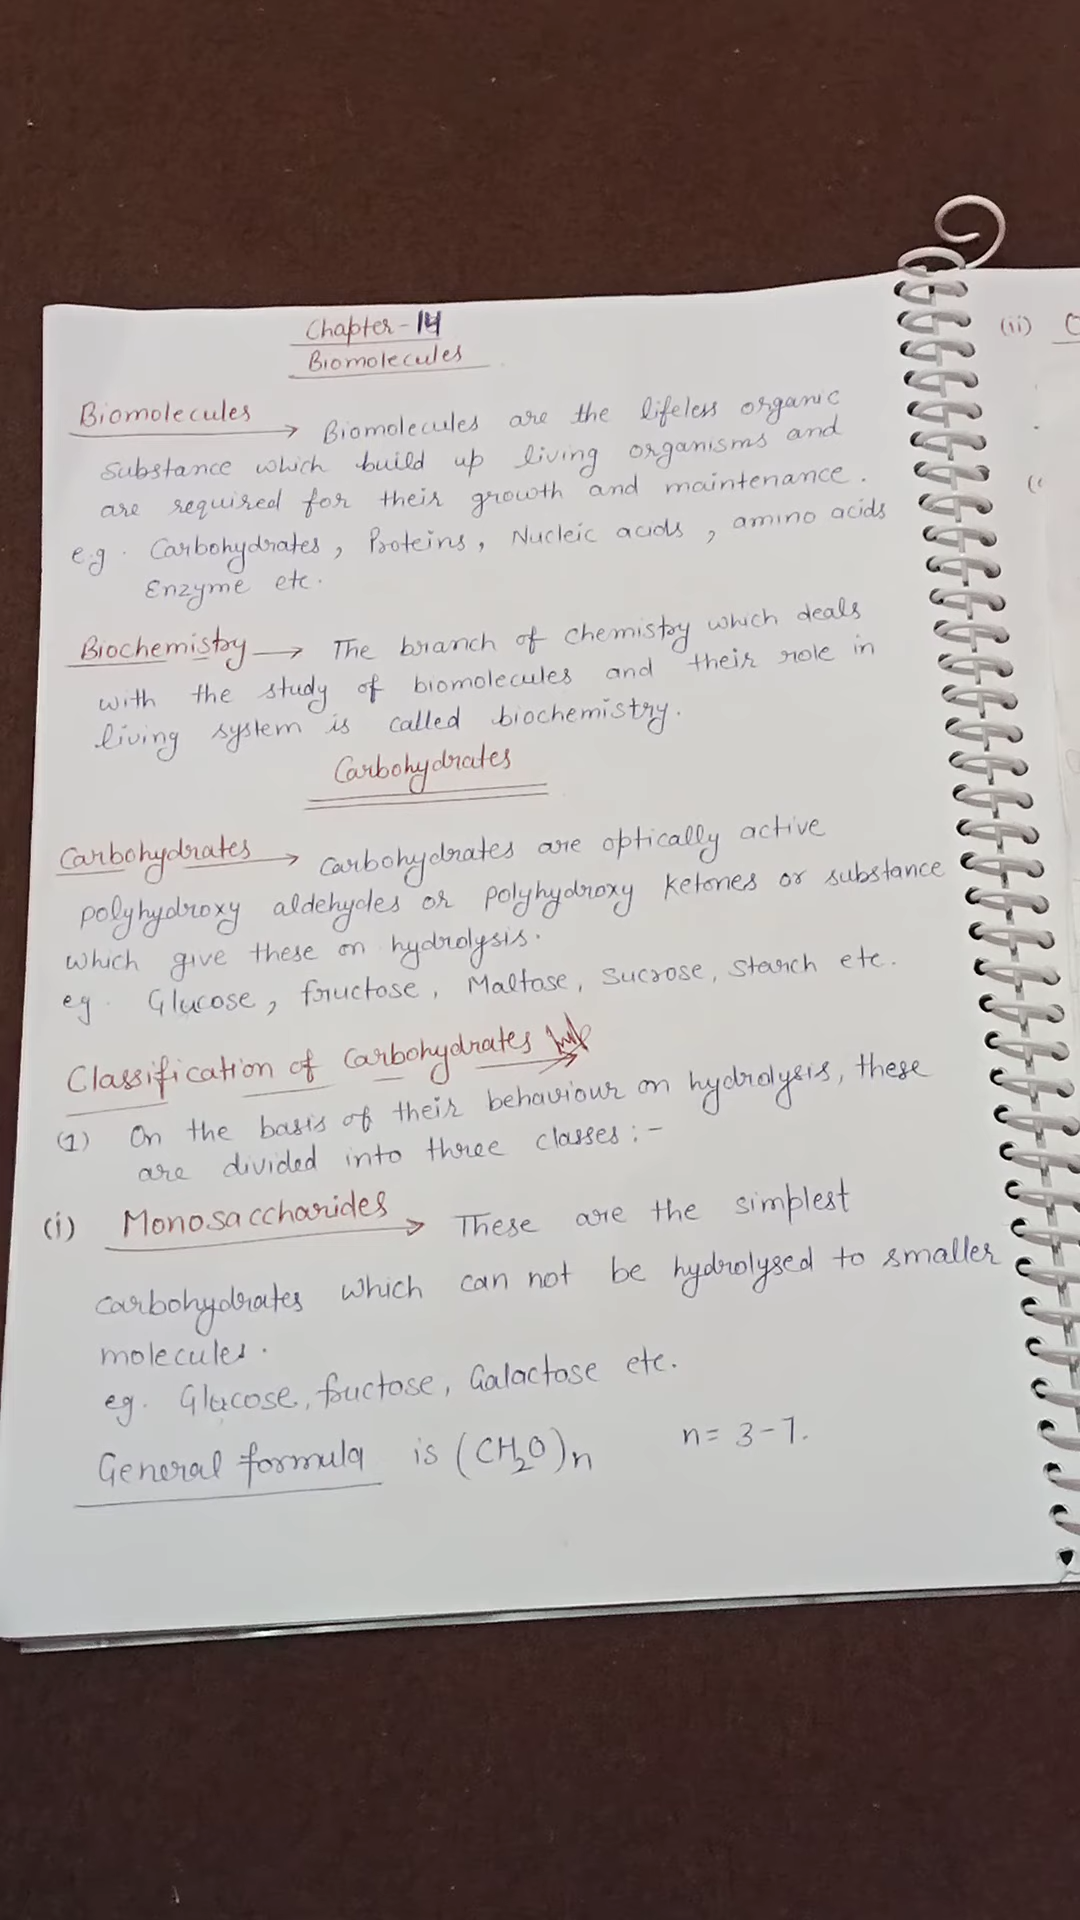 Chapter-14
Biomolecules
Biomolecules → Biomolecules are the lifeless organic
substance which build up living organisms and
are required for their growth and maintenance.
e.g. Carbohydrates, Proteins, Nucleic acids, amino acids
Enzyme etc.
Biochemistry → The branch of chemistry which deals
with the study of biomolecules and their role in
living system is called biochemistry.
Carbohydrates
Carbohydrates → Carbohydrates are optically active
polyhydroxy aldehydes or polyhydroxy ketones or substance
which give these on hydrolysis.
eg. Glucose, fructose, Maltose, Sucrose, Starch etc.
Classification of Carbohydrates Imp →
(1) On the basis of their behaviour on hydrolysis, these
are divided into three classes:-
(i) Monosaccharides → These are the simplest
carbohydrates which can not be hydrolysed to smaller
molecules.
eg. Glucose, fructose, Galactose etc.
General formula is (CH₂O)n n= 3-7.
(ii)